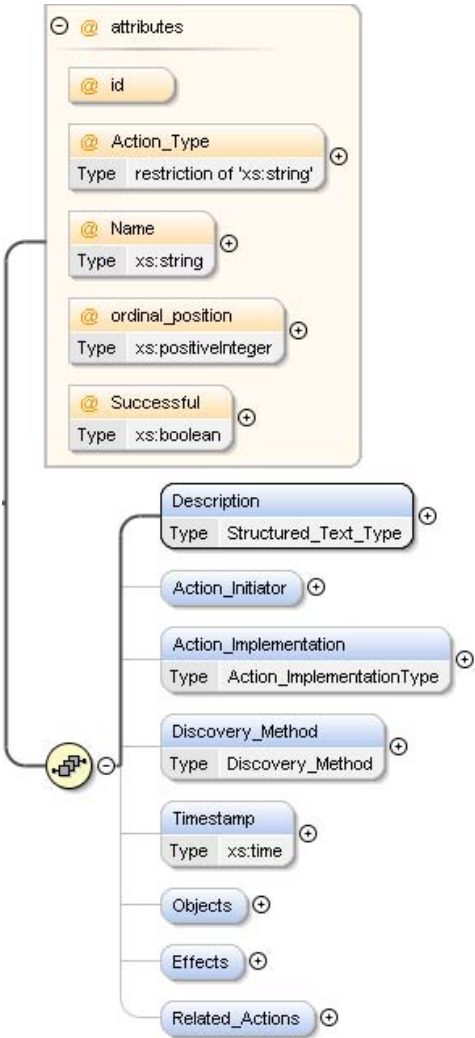 @ attributes
@ id
@ Action_Type
Type restriction of 'xs:string'
@ Name
Type xs:string
@ ordinal_position
Type xs:positiveInteger
@ Successful
Type xs:boolean
Description
Type Structured_Text_Type
Action_Initiator
Action_Implementation
Type Action_ImplementationType
Discovery_Method
Type Discovery_Method
Timestamp
Type xs:time
Objects
Effects
Related_Actions